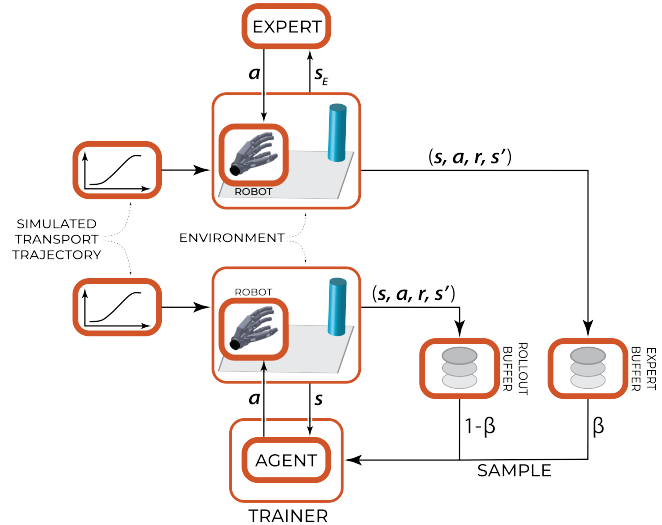 EXPERT
a
s_E
ROBOT
(s, a, r, s’)
SIMULATED
TRANSPORT
TRAJECTORY
ENVIRONMENT
ROBOT
(s, a, r, s’)
ROLLOUT
BUFFER
EXPERT
BUFFER
a
s
1-β
β
AGENT
SAMPLE
TRAINER